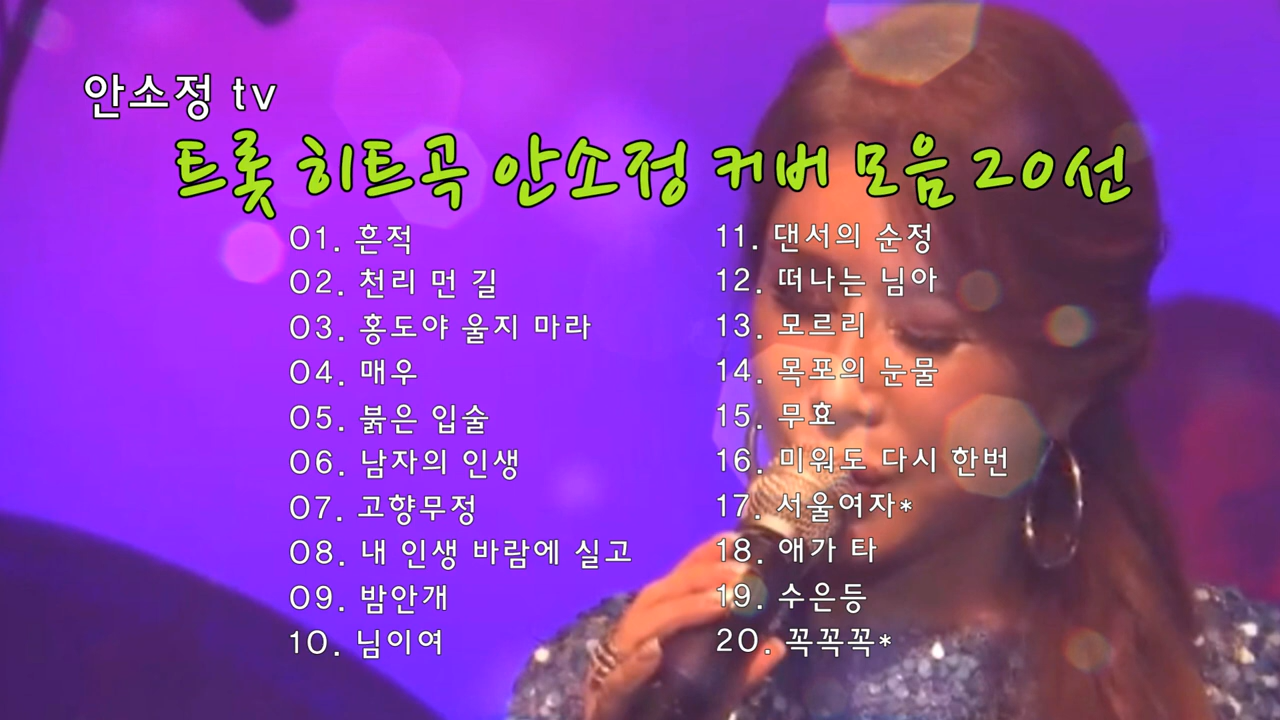 안소정 tv
트롯 히트곡 안소정 커버 모음 20선
01. 흔적
02. 천리 먼 길
03. 홍도야 울지 마라
04. 매우
05. 붉은 입술
06. 남자의 인생
07. 고향무정
08. 내 인생 바람에 실고
09. 밤안개
10. 님이여
11. 댄서의 순정
12. 떠나는 님아
13. 모르리
14. 목포의 눈물
15. 무효
16. 미워도 다시 한번
17. 서울여자*
18. 애가 타
19. 수은등
20. 꼭꼭꼭*